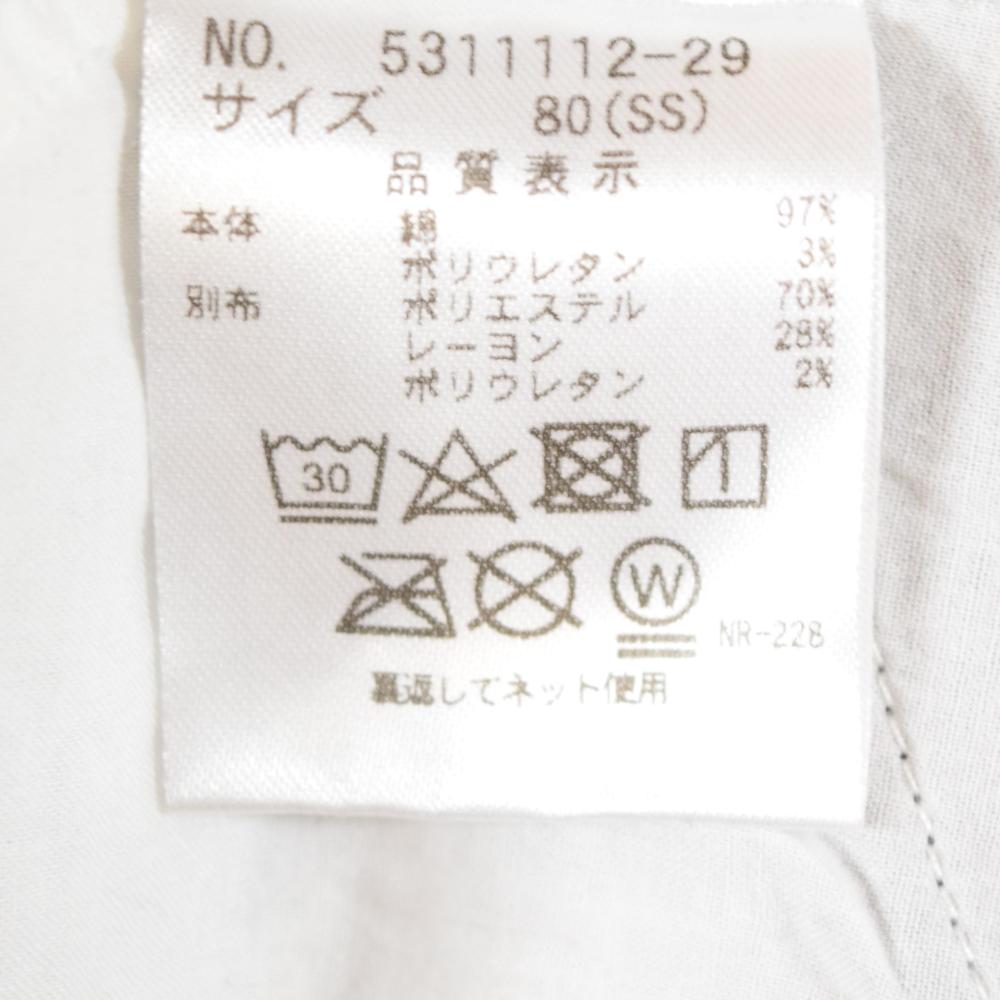 NO. 5311112-29
サイズ 80(SS)
品質表示
本体 綿 97%
ポリウレタン 3%
別布 ポリエステル 70%
レーヨン 28%
ポリウレタン 2%
30
W
NR-228
裏返してネット使用